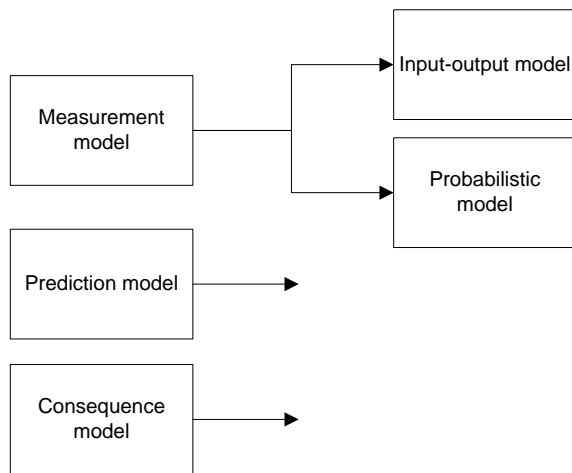 Measurement
model
Input-output model
Probabilistic
model
Prediction model
Consequence
model